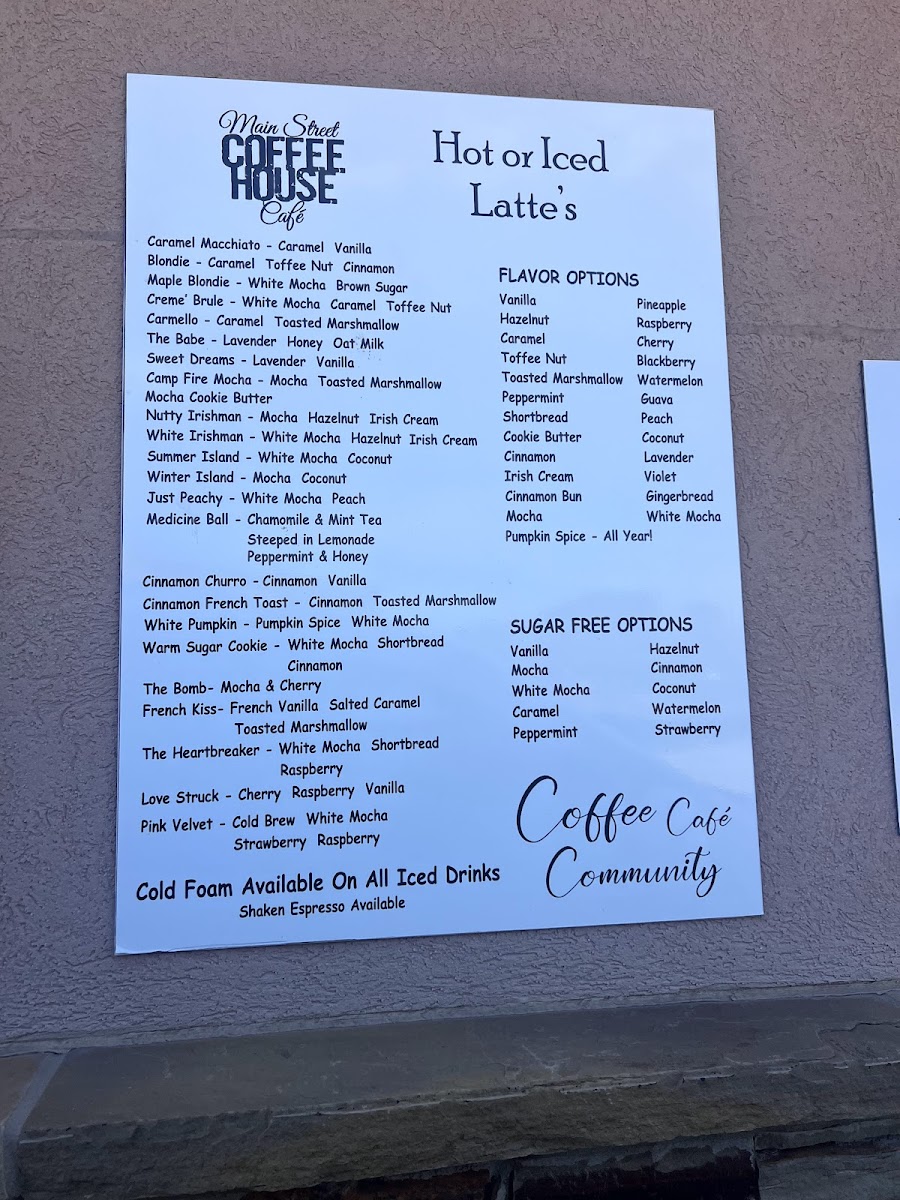 Main Street
COFFEE
HOUSE
Café
Hot or Iced
Latte's
Caramel Macchiato - Caramel Vanilla
Blondie - Caramel Toffee Nut Cinnamon
Maple Blondie - White Mocha Brown Sugar
Creme' Brule - White Mocha Caramel Toffee Nut
Carmello - Caramel Toasted Marshmallow
The Babe - Lavender Honey Oat Milk
Sweet Dreams - Lavender Vanilla
Camp Fire Mocha - Mocha Toasted Marshmallow
Mocha Cookie Butter
Nutty Irishman - Mocha Hazelnut Irish Cream
White Irishman - White Mocha Hazelnut Irish Cream
Summer Island - White Mocha Coconut
Winter Island - Mocha Coconut
Just Peachy - White Mocha Peach
Medicine Ball - Chamomile & Mint Tea
Steeped in Lemonade
Peppermint & Honey
Cinnamon Churro - Cinnamon Vanilla
Cinnamon French Toast - Cinnamon Toasted Marshmallow
White Pumpkin - Pumpkin Spice White Mocha
Warm Sugar Cookie - White Mocha Shortbread
Cinnamon
The Bomb- Mocha & Cherry
French Kiss- French Vanilla Salted Caramel
Toasted Marshmallow
The Heartbreaker - White Mocha Shortbread
Raspberry
Love Struck - Cherry Raspberry Vanilla
Pink Velvet - Cold Brew White Mocha
Strawberry Raspberry
Cold Foam Available On All Iced Drinks
Shaken Espresso Available
FLAVOR OPTIONS
Vanilla
Hazelnut
Caramel
Toffee Nut
Toasted Marshmallow
Peppermint
Shortbread
Cookie Butter
Cinnamon
Irish Cream
Cinnamon Bun
Mocha
Pumpkin Spice - All Year!
Pineapple
Raspberry
Cherry
Blackberry
Watermelon
Guava
Peach
Coconut
Lavender
Violet
Gingerbread
White Mocha
SUGAR FREE OPTIONS
Vanilla
Mocha
White Mocha
Caramel
Peppermint
Hazelnut
Cinnamon
Coconut
Watermelon
Strawberry
Coffee Café
Community